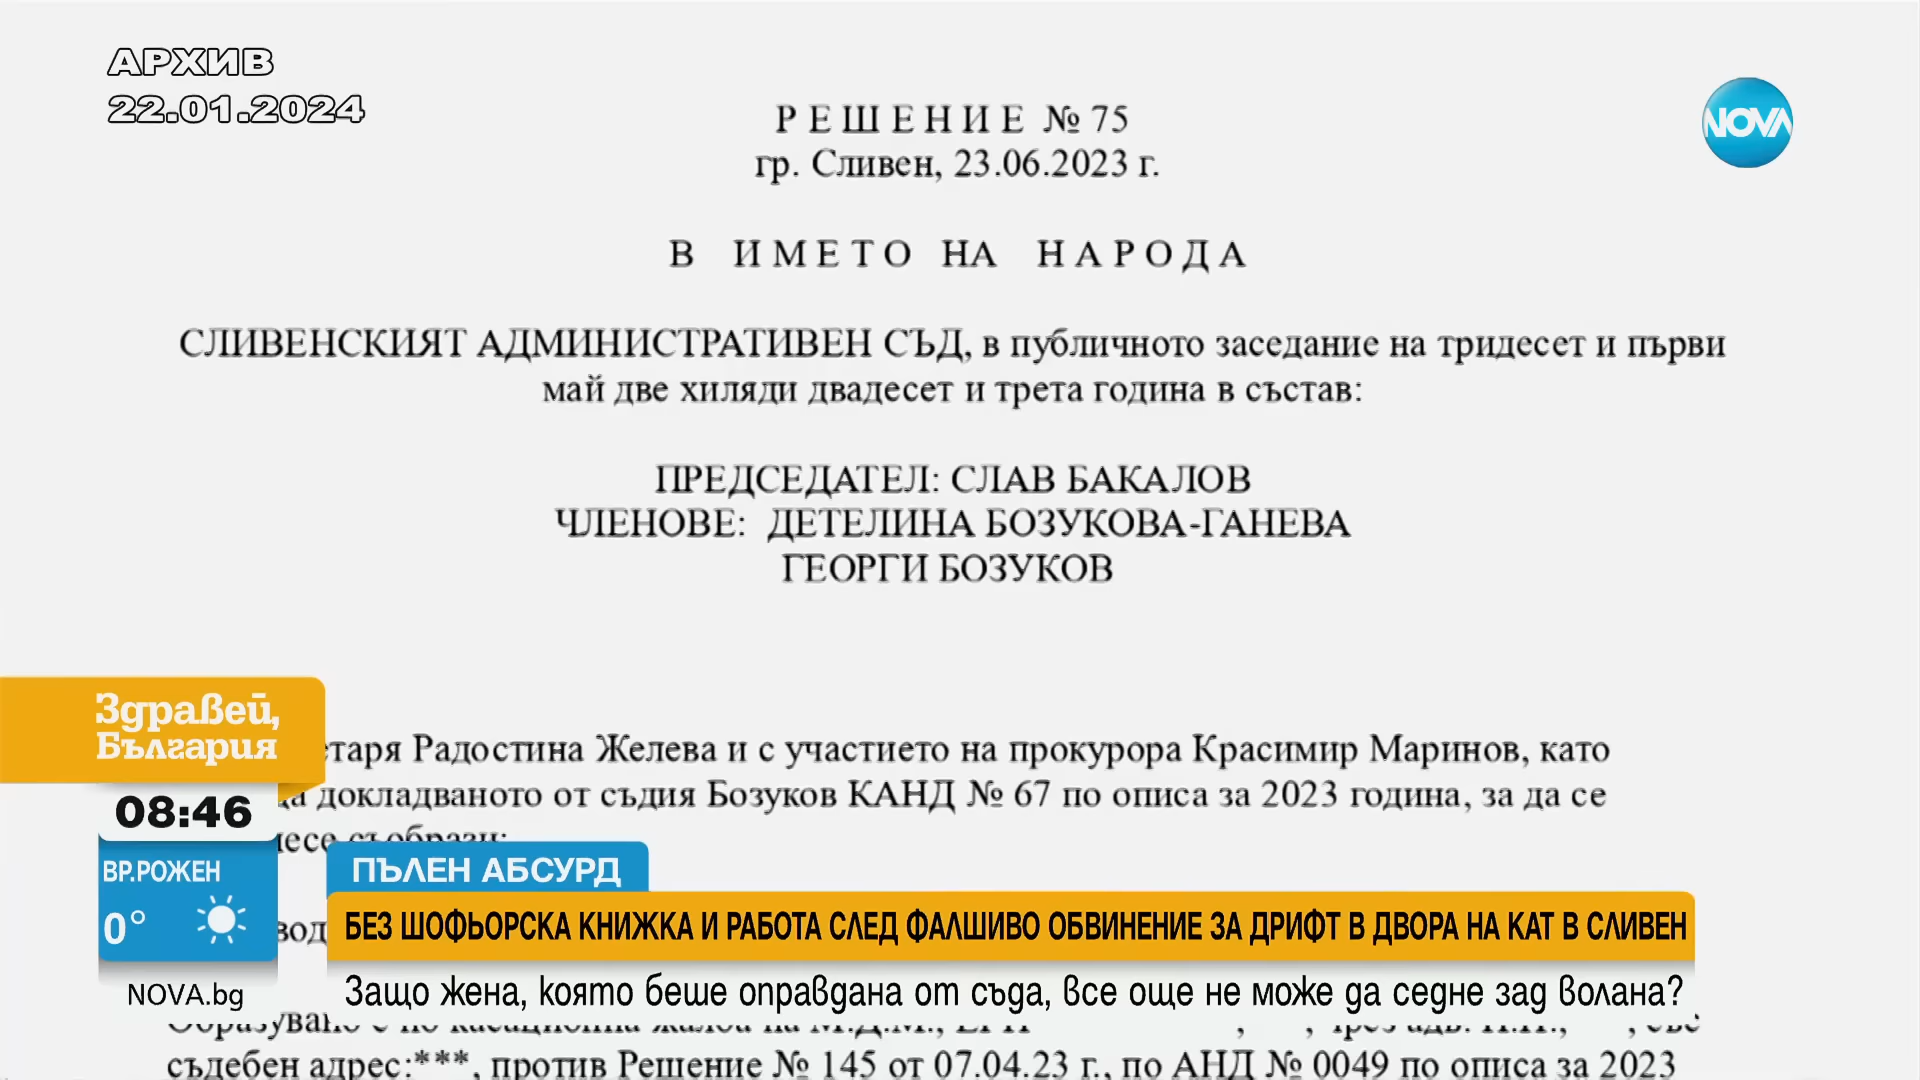 АРХИВ
22.01.2024
NOVA
Р Е Ш Е Н И Е № 75
гр. Сливен, 23.06.2023 г.
В И М Е Т О НА Н А Р О Д А
СЛИВЕНСКИЯТ АДМИНИСТРАТИВЕН СЪД, в публичното заседание на тридесет и първи
май две хиляди двадесет и трета година в състав:
ПРЕДСЕДАТЕЛ: СЛАВ БАКАЛОВ
ЧЛЕНОВЕ: ДЕТЕЛИНА БОЗУКОВА-ГАНЕВА
ГЕОРГИ БОЗУКОВ
Здравей,
България
етаря Радостина Желева и с участието на прокурора Красимир Маринов, като
да докладваното от съдия Бозуков КАНД № 67 по описа за 2023 година, за да се
08:46
ВР.РОЖЕН
0°
NOVA.bg
ПЪЛЕН АБСУРД
БЕЗ ШОФЬОРСКА КНИЖКА И РАБОТА СЛЕД ФАЛШИВО ОБВИНЕНИЕ ЗА ДРИФТ В ДВОРА НА КАТ В СЛИВЕН
Защо жена, която беше оправдана от съда, все още не може да седне зад волана?
съдебен адрес:***, против Решение № 145 от 07.04.23 г., по АНД № 0049 по описа за 2023